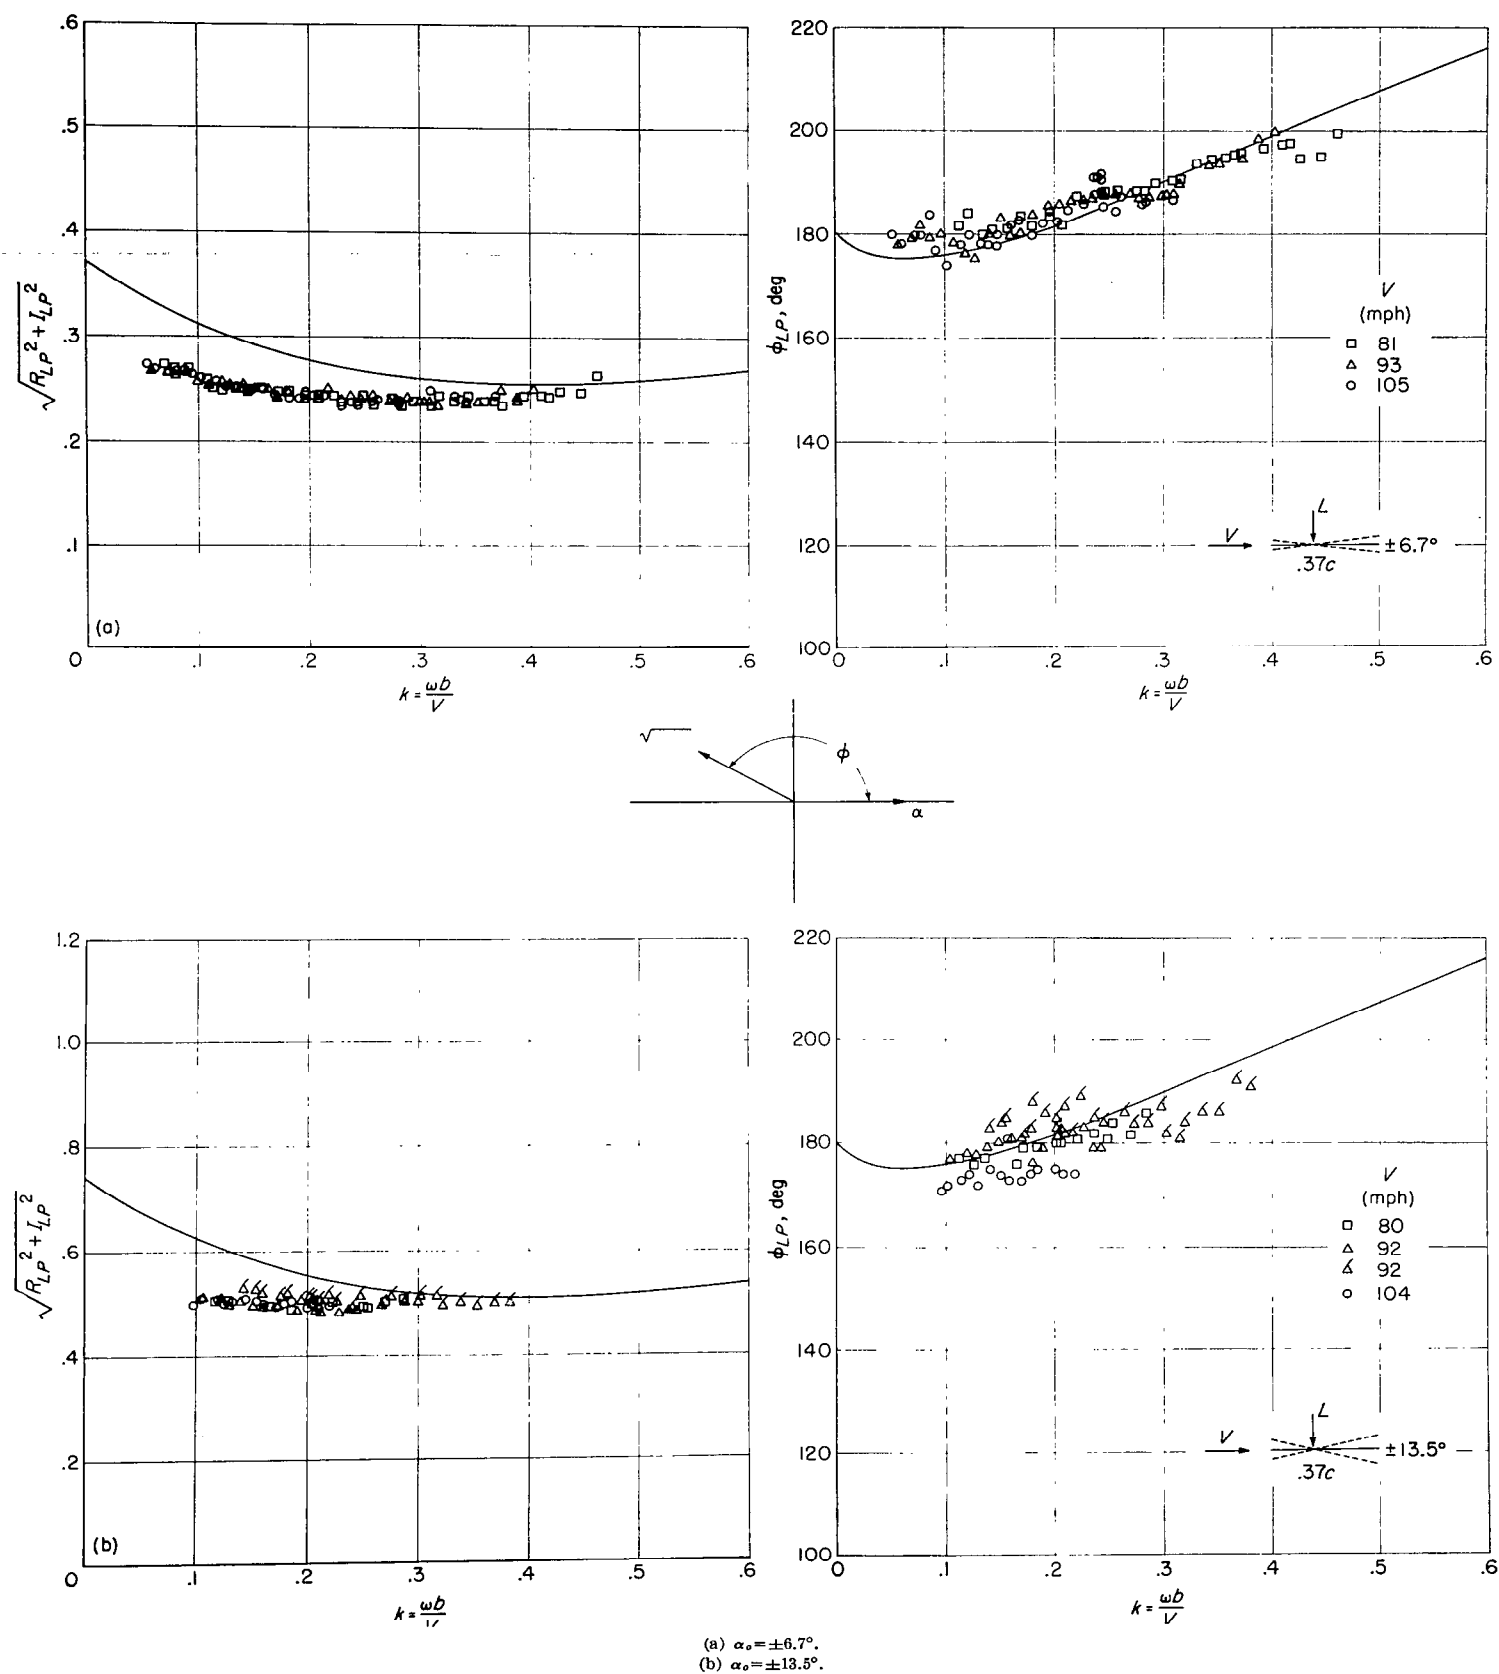 .6
.5
.4
.3
.2
.1
0
.1
.2
.3
.4
.5
.6
√R_LP² + I_LP²
k = ωb/V
(a)
220
200
180
160
140
120
100
0
.1
.2
.3
.4
.5
.6
ϕ_LP, deg
k = ωb/V
V
(mph)
81
93
105
L
V
±6.7°
.37c
√
ϕ
α
1.2
1.0
.8
.6
.4
.2
0
.1
.2
.3
.4
.5
.6
√R_LP² + I_LP²
k = ωb/V
(b)
220
200
180
160
140
120
100
0
.1
.2
.3
.4
.5
.6
ϕ_LP, deg
k = ωb/V
V
(mph)
80
92
92
104
L
V
±13.5°
.37c
(a) αₒ=±6.7°.
(b) αₒ=±13.5°.